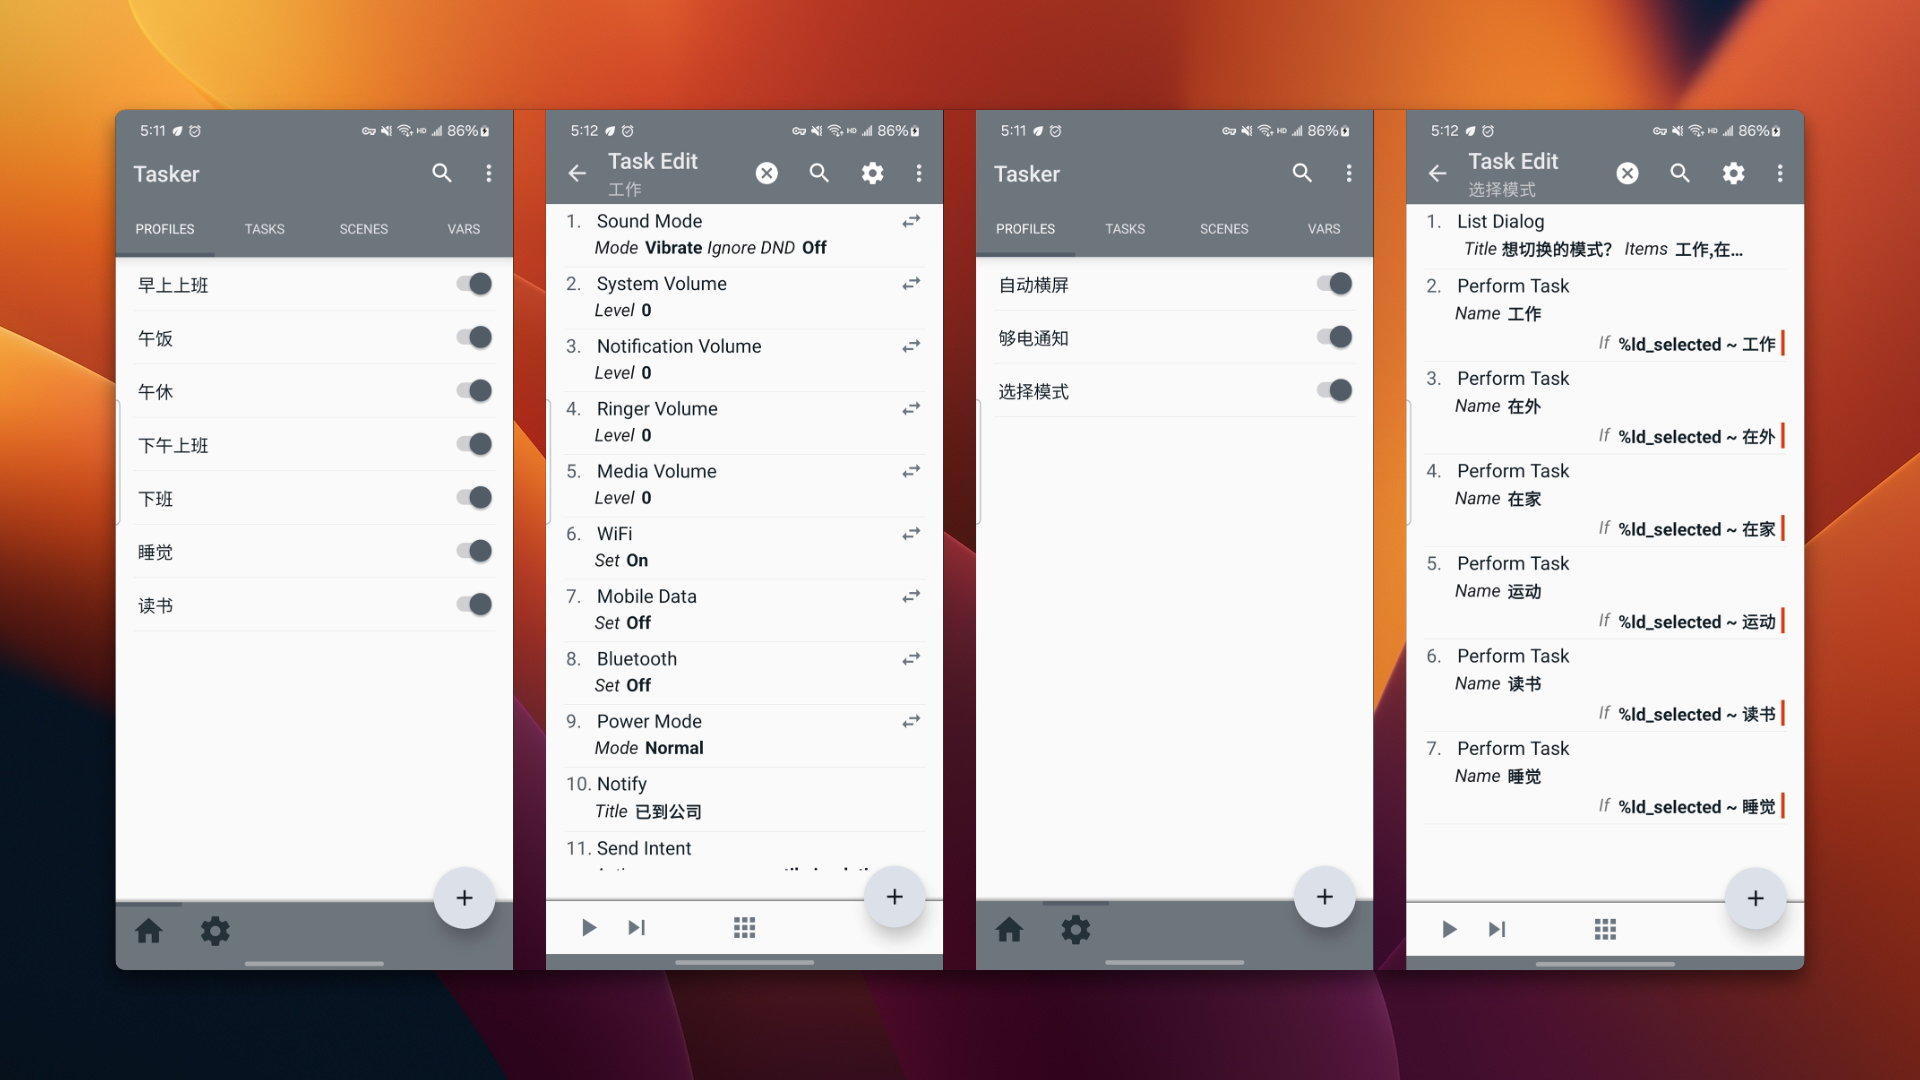 5:11
HD
86%
Tasker
PROFILES
TASKS
SCENES
VARS
早上上班
午饭
午休
下午上班
下班
睡觉
读书
5:12
HD
86%
Task Edit
工作
1. Sound Mode
Mode Vibrate Ignore DND Off
2. System Volume
Level 0
3. Notification Volume
Level 0
4. Ringer Volume
Level 0
5. Media Volume
Level 0
6. WiFi
Set On
7. Mobile Data
Set Off
8. Bluetooth
Set Off
9. Power Mode
Mode Normal
10. Notify
Title 已到公司
11. Send Intent
5:11
HD
86%
Tasker
PROFILES
TASKS
SCENES
VARS
自动横屏
够电通知
选择模式
5:12
HD
86%
Task Edit
选择模式
1. List Dialog
Title 想切换的模式? Items 工作,在...
2. Perform Task
Name 工作
If %ld_selected ~ 工作
3. Perform Task
Name 在外
If %ld_selected ~ 在外
4. Perform Task
Name 在家
If %ld_selected ~ 在家
5. Perform Task
Name 运动
If %ld_selected ~ 运动
6. Perform Task
Name 读书
If %ld_selected ~ 读书
7. Perform Task
Name 睡觉
If %ld_selected ~ 睡觉